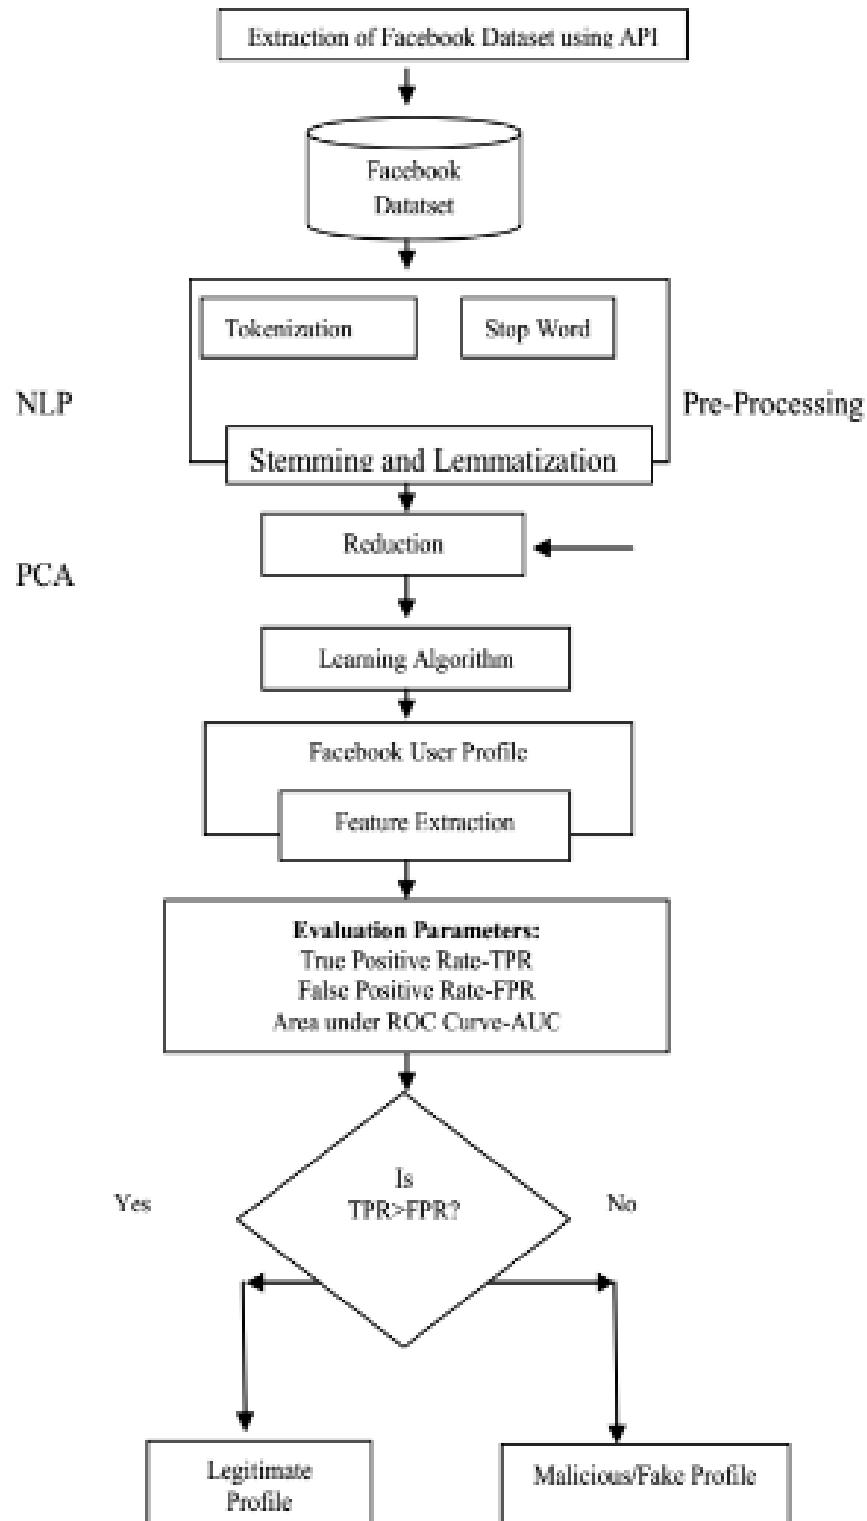 Extraction of Facebook Dataset using API
Facebook
Datatset
Tokenization
Stop Word
NLP
Pre-Processing
Stemming and Lemmatization
Reduction
PCA
Learning Algorithm
Facebook User Profile
Feature Extraction
Evaluation Parameters:
True Positive Rate-TPR
False Positive Rate-FPR
Area under ROC Curve-AUC
Is
TPR>FPR?
Yes
No
Legitimate
Profile
Malicious/Fake Profile